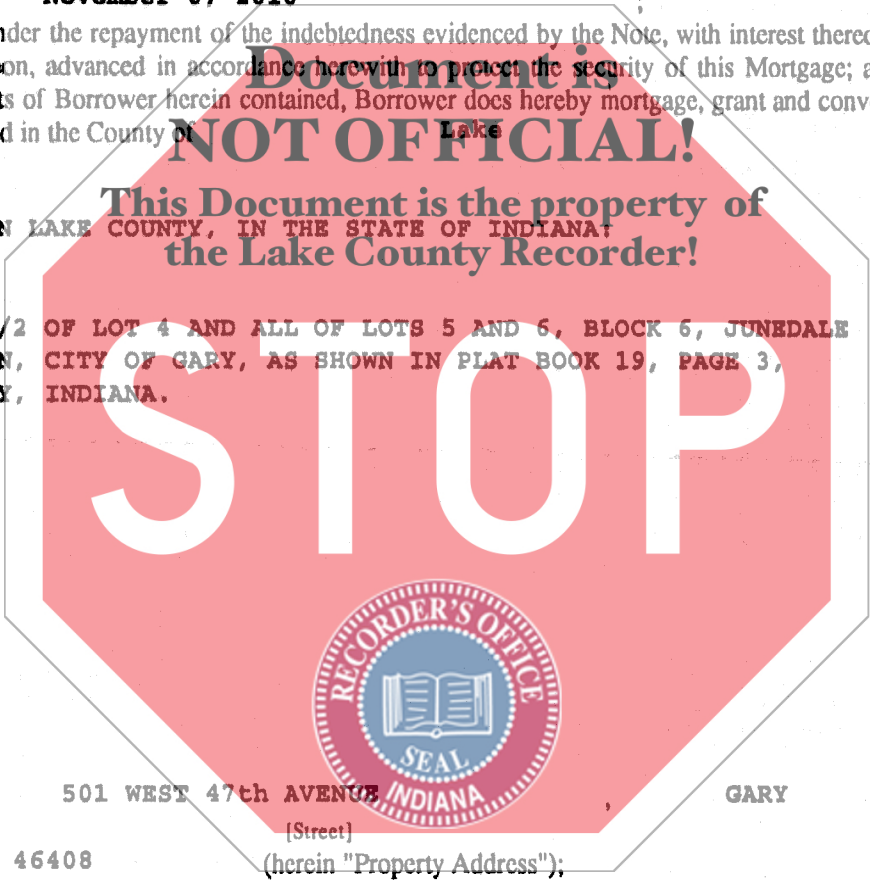 nder the repayment of the indebtedness evidenced by the Note, with interest thereo
on, advanced in accordance herewith to protect the security of this Mortgage; a
ts of Borrower herein contained, Borrower does hereby mortgage, grant and conv
d in the County of Lake
Document is
NOT OFFICIAL!
This Document is the property of
the Lake County Recorder!
N LAKE COUNTY, IN THE STATE OF INDIANA:
/2 OF LOT 4 AND ALL OF LOTS 5 AND 6, BLOCK 6, JUNEDALE
N, CITY OF GARY, AS SHOWN IN PLAT BOOK 19, PAGE 3,
Y, INDIANA.
STOP
RECORDER'S OFFICE
SEAL
INDIANA
501 WEST 47th AVENUE , GARY
[Street]
46408 (herein "Property Address");